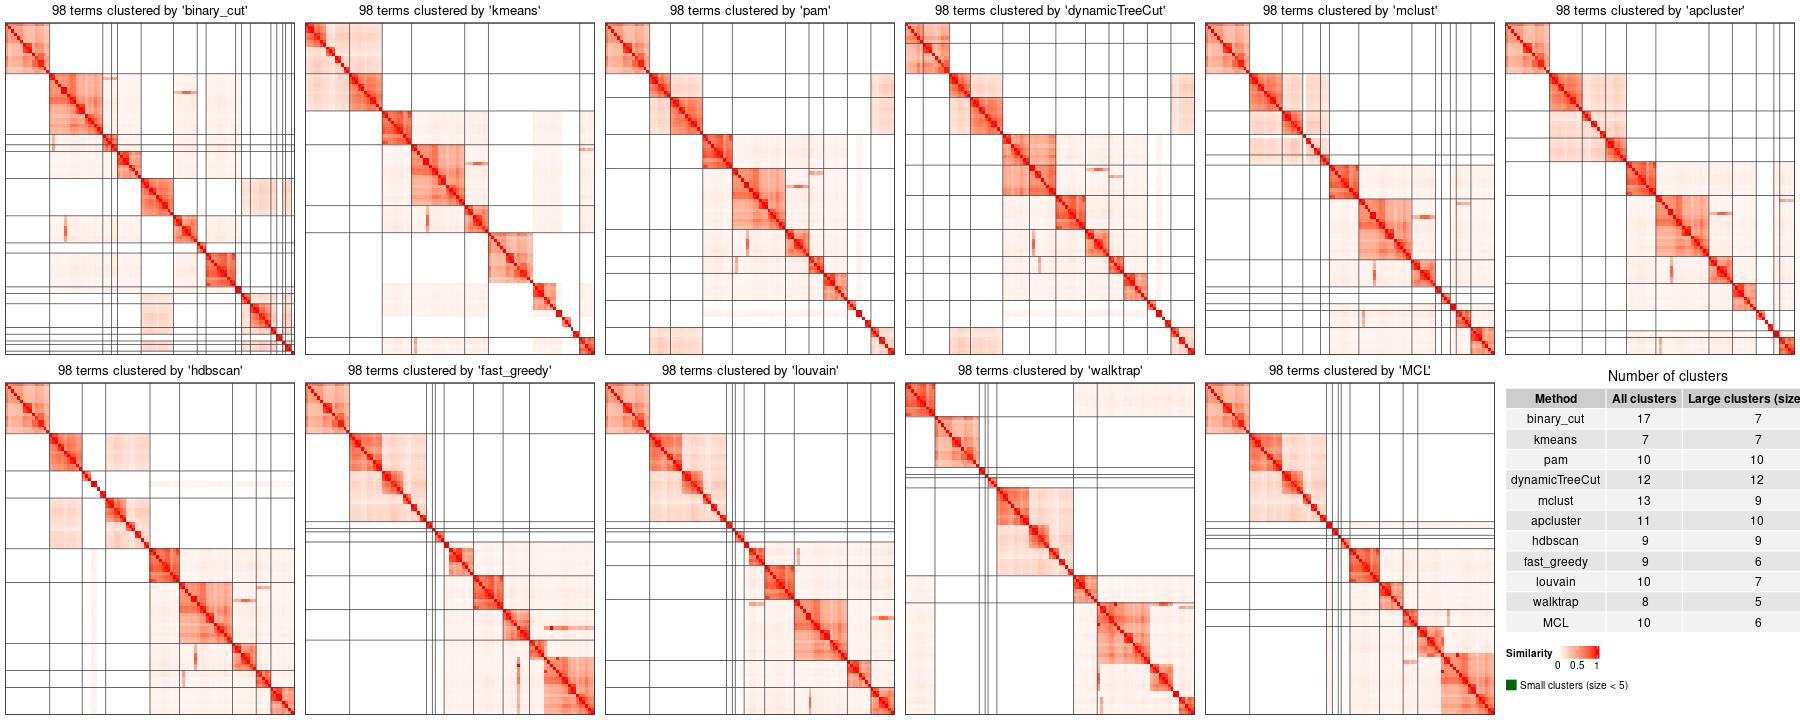 98 terms clustered by 'binary_cut'
98 terms clustered by 'kmeans'
98 terms clustered by 'pam'
98 terms clustered by 'dynamicTreeCut'
98 terms clustered by 'mclust'
98 terms clustered by 'apcluster'
98 terms clustered by 'hdbscan'
98 terms clustered by 'fast_greedy'
98 terms clustered by 'louvain'
98 terms clustered by 'walktrap'
98 terms clustered by 'MCL'
Number of clusters
Method All clusters Large clusters (size
binary_cut 17 7
kmeans 7 7
pam 10 10
dynamicTreeCut 12 12
mclust 13 9
apcluster 11 10
hdbscan 9 9
fast_greedy 9 6
louvain 10 7
walktrap 8 5
MCL 10 6
Similarity
0 0.5 1
Small clusters (size < 5)